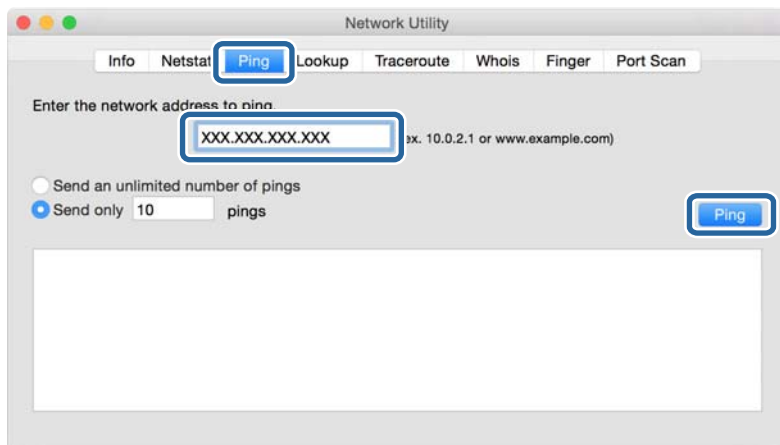 Network Utility
Info Netstat Ping Lookup Traceroute Whois Finger Port Scan
Enter the network address to ping.
XXX.XXX.XXX.XXX ex. 10.0.2.1 or www.example.com)
Send an unlimited number of pings
Send only 10 pings
Ping